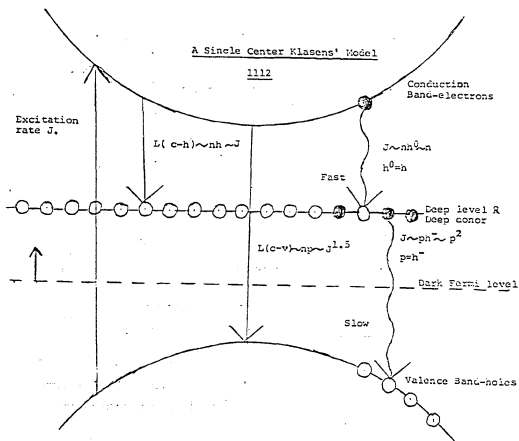 A Single Center Klasens' Model
1112
Conduction
Band-electrons
Excitation
rate J.
L( c-h)~nh~J
J~nh⁰~n
h⁰=h
Fast
Deep level R
Deep donor
L(c-v)~np~J1.5
J~ph⁻~ p²
p=h⁻
Dark Fermi level
Slow
Valence Band-holes